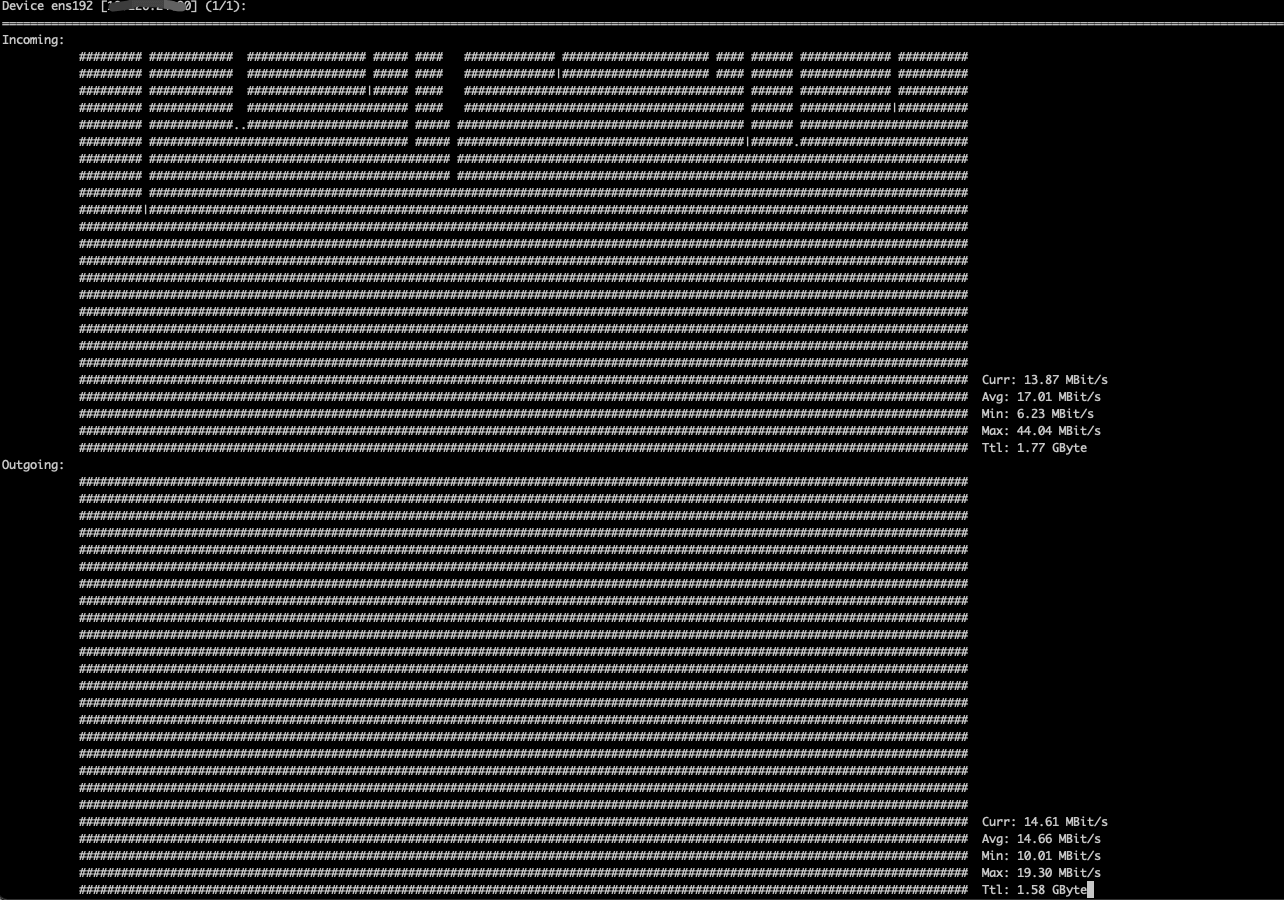 Device ens192 [ ] (1/1):
Incoming:
Curr: 13.87 MBit/s
Avg: 17.01 MBit/s
Min: 6.23 MBit/s
Max: 44.04 MBit/s
Ttl: 1.77 GByte
Outgoing:
Curr: 14.61 MBit/s
Avg: 14.66 MBit/s
Min: 10.01 MBit/s
Max: 19.30 MBit/s
Ttl: 1.58 GByte